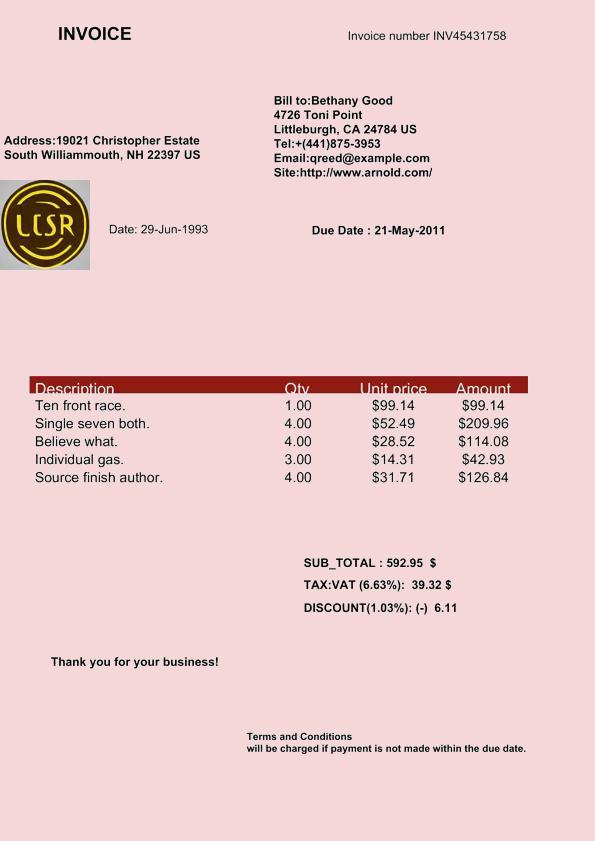 INVOICE
Invoice number INV45431758
Bill to:Bethany Good
4726 Toni Point
Littleburgh, CA 24784 US
Tel:+(441)875-3953
Email:qreed@example.com
Site:http://www.arnold.com/
Address:19021 Christopher Estate
South Williammouth, NH 22397 US
LCSR
Date: 29-Jun-1993
Due Date : 21-May-2011
Description Qty Unit price Amount
Ten front race. 1.00 $99.14 $99.14
Single seven both. 4.00 $52.49 $209.96
Believe what. 4.00 $28.52 $114.08
Individual gas. 3.00 $14.31 $42.93
Source finish author. 4.00 $31.71 $126.84
SUB_TOTAL : 592.95 $
TAX:VAT (6.63%): 39.32 $
DISCOUNT(1.03%): (-) 6.11
Thank you for your business!
Terms and Conditions
will be charged if payment is not made within the due date.